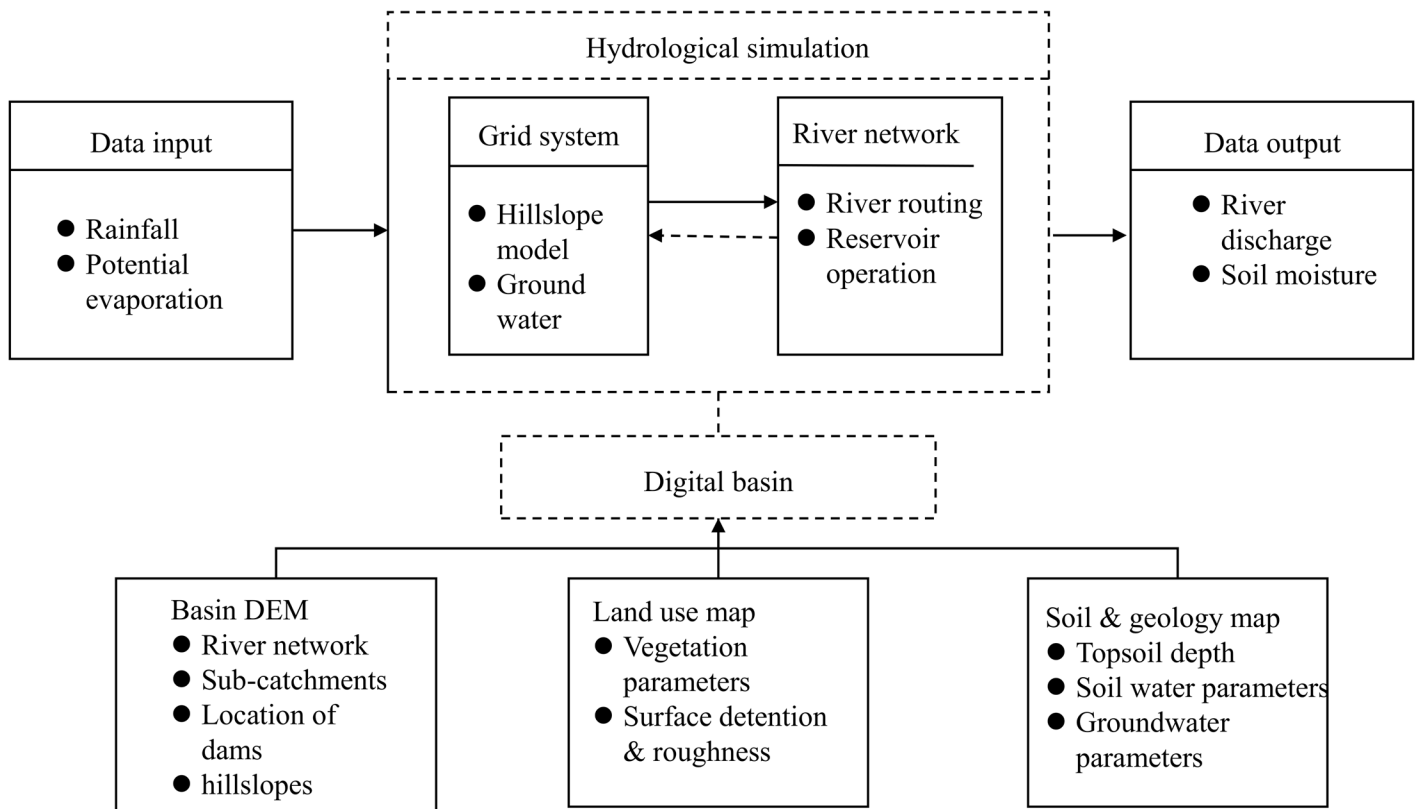 Hydrological simulation
Data input
● Rainfall
● Potential
evaporation
Grid system
● Hillslope
model
● Ground
water
River network
● River routing
● Reservoir
operation
Data output
● River
discharge
● Soil moisture
Digital basin
Basin DEM
● River network
● Sub-catchments
● Location of
dams
● hillslopes
Land use map
● Vegetation
parameters
● Surface detention
& roughness
Soil & geology map
● Topsoil depth
● Soil water parameters
● Groundwater
parameters